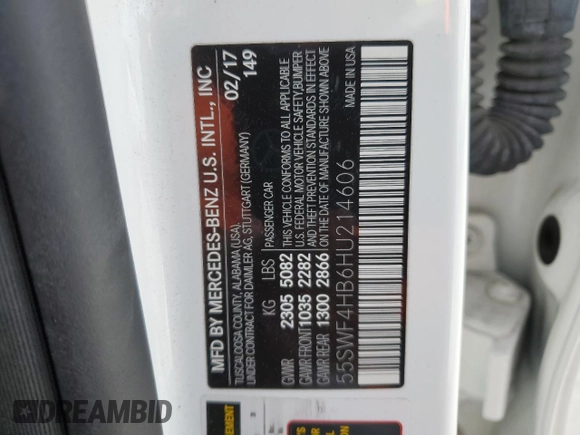 MFD BY MERCEDES-BENZ U.S. INTL., INC
TUSCALOOSA COUNTY, ALABAMA (USA)
UNDER CONTRACT FOR DAIMLER AG, STUTTGART (GERMANY)
02/17
149
KG LBS PASSENGER CAR
GVWR 2305 5082
GAWR FRONT 1035 2282
GAWR REAR 1300 2866
THIS VEHICLE CONFORMS TO ALL APPLICABLE
U.S. FEDERAL MOTOR VEHICLE SAFETY,BUMPER
AND THEFT PREVENTION STANDARDS IN EFFECT
ON THE DATE OF MANUFACTURE SHOWN ABOVE
MADE IN USA
55SWF4HB6HU214606
DREAMBID